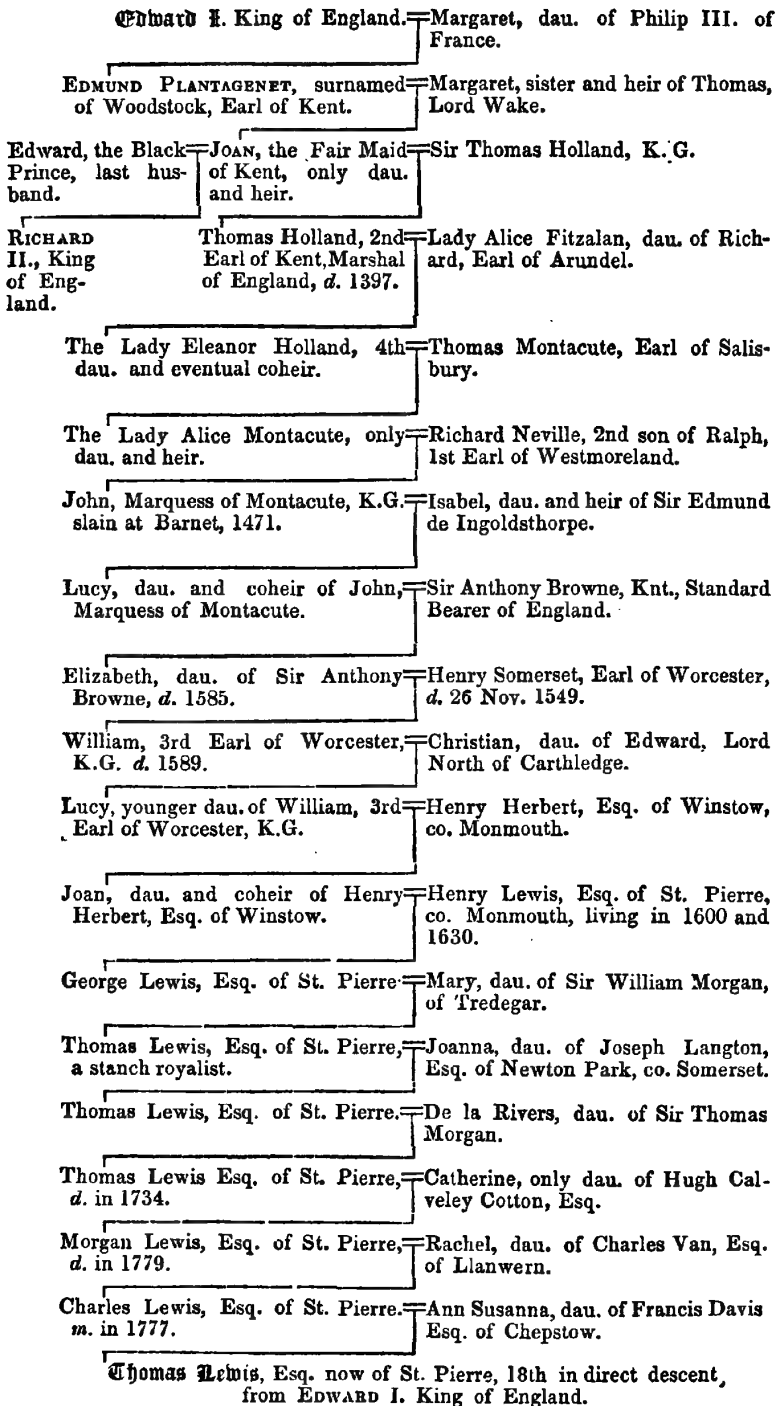 Edward I. King of England. Margaret, dau. of Philip III. of
France.
EDMUND PLANTAGENET, surnamed
of Woodstock, Earl of Kent.
Margaret, sister and heir of Thomas,
Lord Wake.
Edward, the Black
Prince, last hus-
band.
JOAN, the Fair Maid
of Kent, only dau.
and heir.
Sir Thomas Holland, K.G.
RICHARD
II., King
of Eng-
land.
Thomas Holland, 2nd
Earl of Kent, Marshal
of England, d. 1397.
Lady Alice Fitzalan, dau. of Rich-
ard, Earl of Arundel.
The Lady Eleanor Holland, 4th
dau. and eventual coheir.
Thomas Montacute, Earl of Salis-
bury.
The Lady Alice Montacute, only
dau. and heir.
Richard Neville, 2nd son of Ralph,
1st Earl of Westmoreland.
John, Marquess of Montacute, K.G.
slain at Barnet, 1471.
Isabel, dau. and heir of Sir Edmund
de Ingoldsthorpe.
Lucy, dau. and coheir of John,
Marquess of Montacute.
Sir Anthony Browne, Knt., Standard
Bearer of England.
Elizabeth, dau. of Sir Anthony
Browne, d. 1585.
Henry Somerset, Earl of Worcester,
d. 26 Nov. 1549.
William, 3rd Earl of Worcester,
K.G. d. 1589.
Christian, dau. of Edward, Lord
North of Carthledge.
Lucy, younger dau. of William, 3rd
Earl of Worcester, K.G.
Henry Herbert, Esq. of Winstow,
co. Monmouth.
Joan, dau. and coheir of Henry
Herbert, Esq. of Winstow.
Henry Lewis, Esq. of St. Pierre,
co. Monmouth, living in 1600 and
1630.
George Lewis, Esq. of St. Pierre
Mary, dau. of Sir William Morgan,
of Tredegar.
Thomas Lewis, Esq. of St. Pierre,
a stanch royalist.
Joanna, dau. of Joseph Langton,
Esq. of Newton Park, co. Somerset.
Thomas Lewis, Esq. of St. Pierre.
De la Rivers, dau. of Sir Thomas
Morgan.
Thomas Lewis Esq. of St. Pierre,
d. in 1734.
Catherine, only dau. of Hugh Cal-
veley Cotton, Esq.
Morgan Lewis, Esq. of St. Pierre,
d. in 1779.
Rachel, dau. of Charles Van, Esq.
of Llanwern.
Charles Lewis, Esq. of St. Pierre.
m. in 1777.
Ann Susanna, dau. of Francis Davis
Esq. of Chepstow.
Thomas Lewis, Esq. now of St. Pierre, 18th in direct descent,
from EDWARD I. King of England.